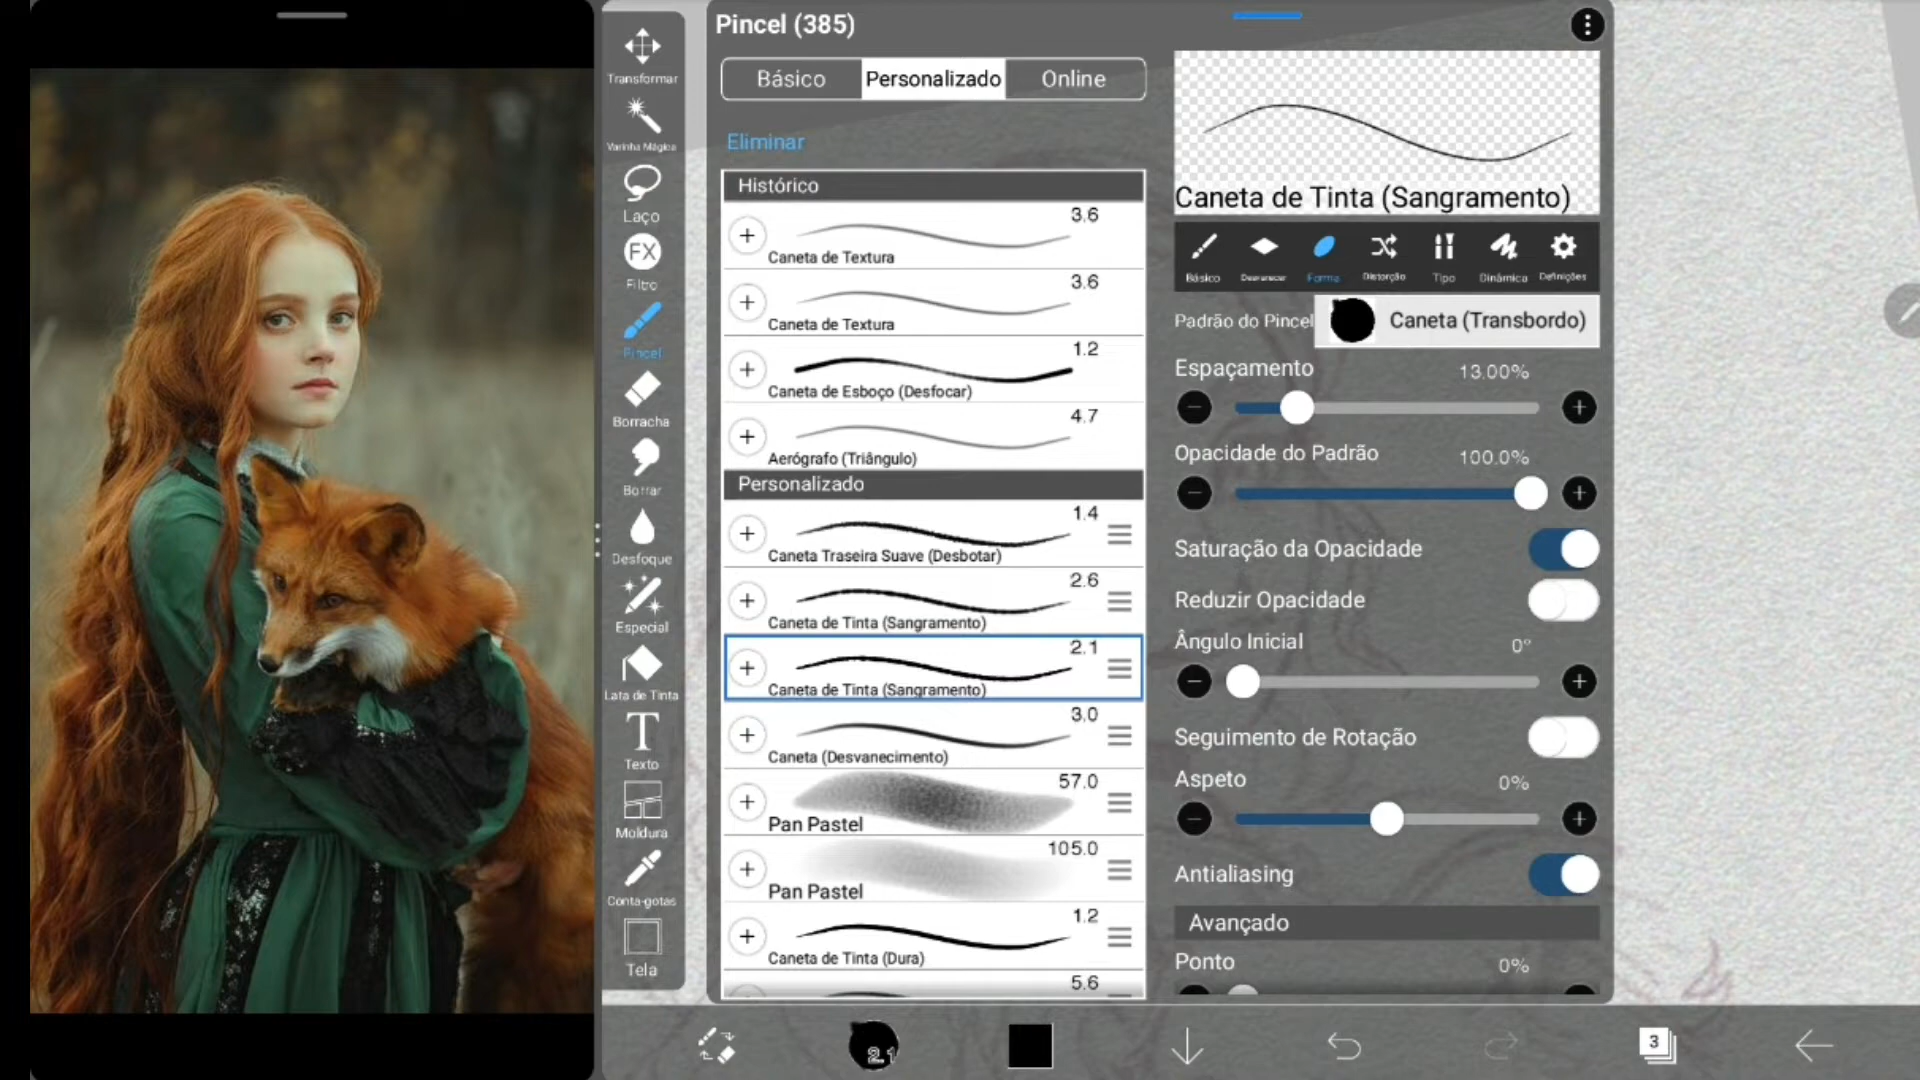 Transformar
Varinha Mágica
Laço
FX
Filtro
Pincel
Borracha
Borrar
Desfoque
Especial
Lata de Tinta
T
Texto
Moldura
Conta-gotas
Tela
Pincel (385)
Básico Personalizado Online
Eliminar
Histórico
3.6
Caneta de Textura
3.6
Caneta de Textura
1.2
Caneta de Esboço (Desfocar)
4.7
Aerógrafo (Triângulo)
Personalizado
1.4
Caneta Traseira Suave (Desbotar)
2.6
Caneta de Tinta (Sangramento)
2.1
Caneta de Tinta (Sangramento)
3.0
Caneta (Desvanecimento)
57.0
Pan Pastel
105.0
Pan Pastel
1.2
Caneta de Tinta (Dura)
5.6
Caneta de Tinta (Sangramento)
Básico Desvanecer Forma Distorção Tipo Dinâmica Definições
Padrão do Pincel Caneta (Transbordo)
Espaçamento 13.00%
Opacidade do Padrão 100.0%
Saturação da Opacidade
Reduzir Opacidade
Ângulo Inicial 0°
Seguimento de Rotação
Aspeto 0%
Antialiasing
Avançado
Ponto 0%
2.1
3